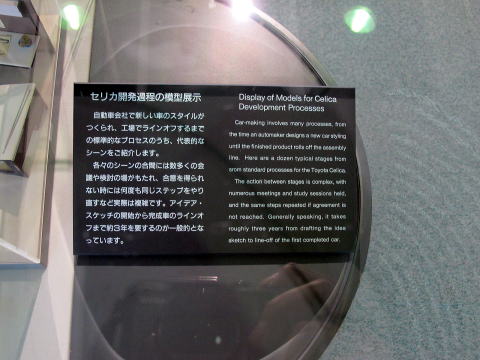 セリカ開発過程の模型展示
自動車会社で新しい車のスタイルが
つくられ、工場でラインオフするまで
の標準的なプロセスのうち、代表的な
シーンをご紹介します。
各々のシーンの合間には数多くの会
議や検討の場がもたれ、合意を得られ
ない時には何度も同じステップをやり
直すなど実際は複雑です。アイデア・
スケッチの開始から完成車のラインオ
フまで約3年を要するのが一般的とな
っています。
Display of Models for Celica
Development Processes
Car-making involves many processes, from
the time an automaker designs a new car styling
until the finished product rolls off the assembly
line. Here are a dozen typical stages from
srom standard processes for the Toyota Celica.
The action between stages is complex, with
numerous meetings and study sessions held,
and the same steps repeated if agreement is
not reached. Generally speaking, it takes
roughly three years from drafting the idea
sketch to line-off of the first completed car.